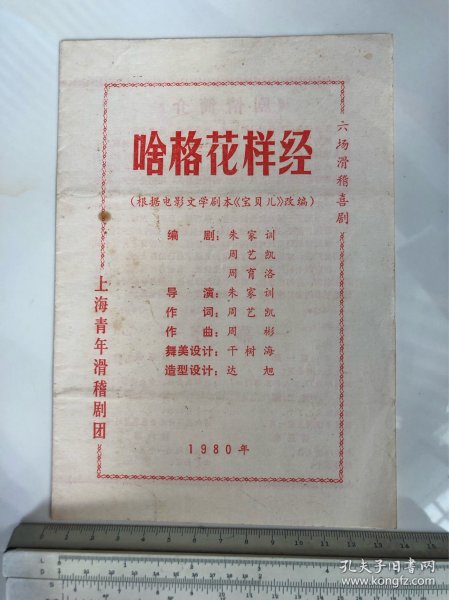 六场滑稽喜剧
啥格花样经
(根据电影文学剧本《宝贝儿》改编)
编剧：朱家训
周艺凯
周育洛
导演：朱家训
作词：周艺凯
作曲：周彬
舞美设计：干树海
造型设计：达旭
上海青年滑稽剧团
1980年
孔夫子旧书网
www.kongfz.com